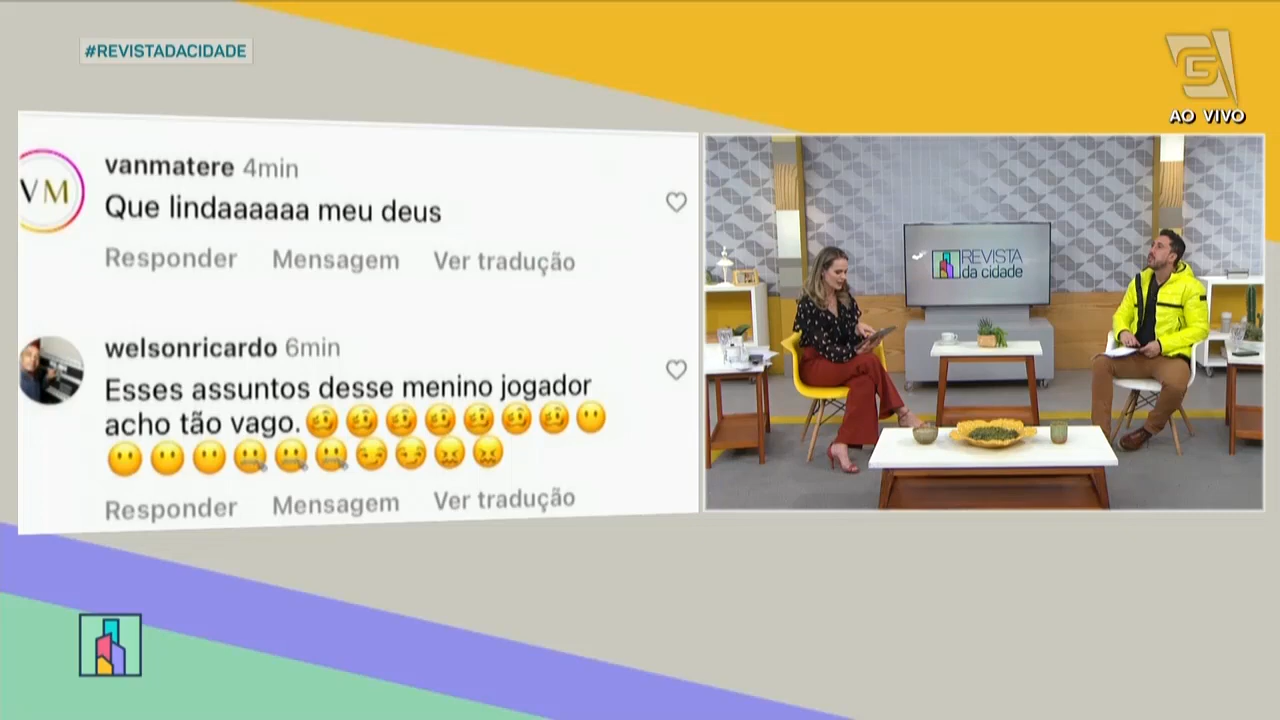 #REVISTADACIDADE
G
AO VIVO
VM
vanmatere 4min
Que lindaaaaaa meu deus
Responder Mensagem Ver tradução
welsonricardo 6min
Esses assuntos desse menino jogador
acho tão vago. 🥴🥴🥴🥴🥴🥴🥴😶
😶😶😶🤐🤐🤐😏😏😖😖
Responder Mensagem Ver tradução
REVISTA
da cidade